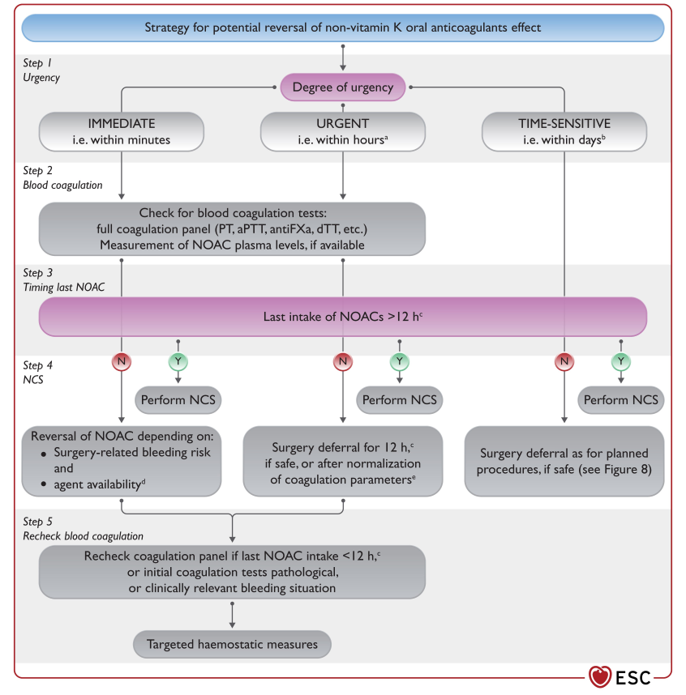 Strategy for potential reversal of non-vitamin K oral anticoagulants effect
Step 1
Urgency
Degree of urgency
IMMEDIATE
i.e. within minutes
URGENT
i.e. within hoursᵃ
TIME-SENSITIVE
i.e. within daysᵇ
Step 2
Blood coagulation
Check for blood coagulation tests:
full coagulation panel (PT, aPTT, antiFXa, dTT, etc.)
Measurement of NOAC plasma levels, if available
Step 3
Timing last NOAC
Last intake of NOACs >12 hᶜ
N
Y
N
Y
N
Y
Step 4
NCS
Perform NCS
Perform NCS
Perform NCS
Reversal of NOAC depending on:
• Surgery-related bleeding risk
and
• agent availabilityᵈ
Surgery deferral for 12 h,ᶜ
if safe, or after normalization
of coagulation parametersᵉ
Surgery deferral as for planned
procedures, if safe (see Figure 8)
Step 5
Recheck blood coagulation
Recheck coagulation panel if last NOAC intake <12 h,ᶜ
or initial coagulation tests pathological,
or clinically relevant bleeding situation
Targeted haemostatic measures
ESC